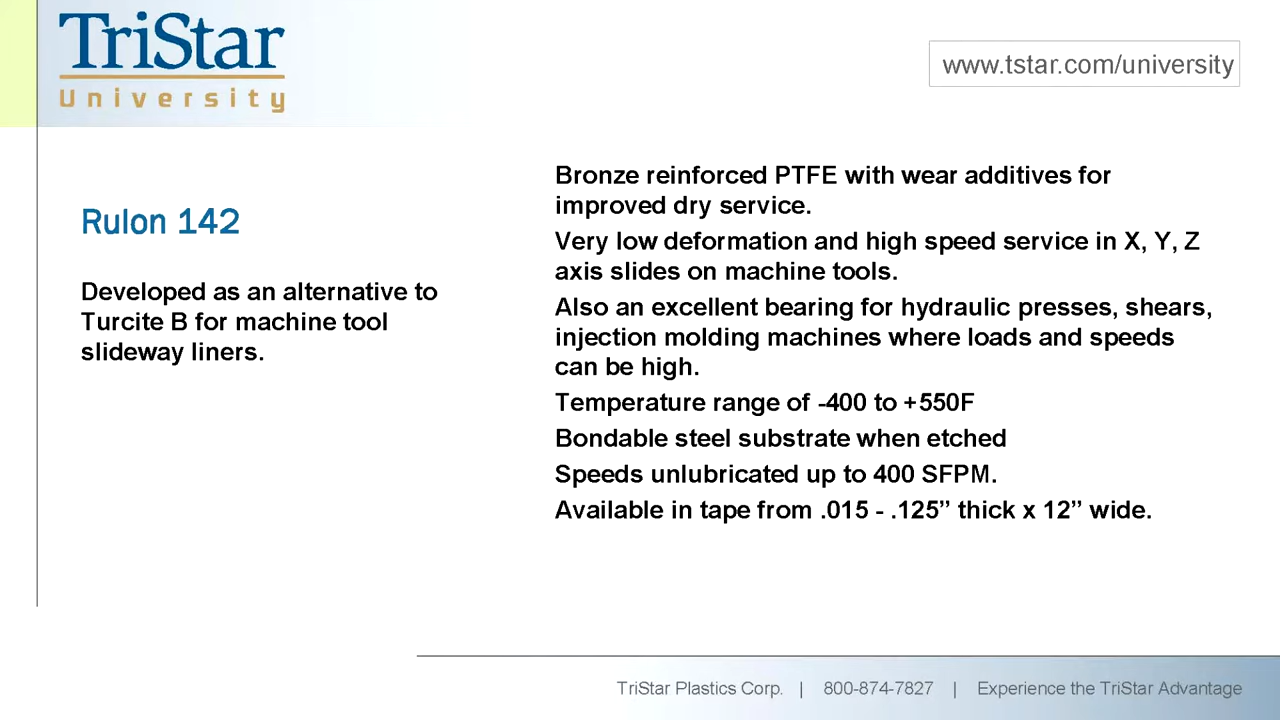 TriStar
University
www.tstar.com/university
Rulon 142
Developed as an alternative to
Turcite B for machine tool
slideway liners.
Bronze reinforced PTFE with wear additives for
improved dry service.
Very low deformation and high speed service in X, Y, Z
axis slides on machine tools.
Also an excellent bearing for hydraulic presses, shears,
injection molding machines where loads and speeds
can be high.
Temperature range of -400 to +550F
Bondable steel substrate when etched
Speeds unlubricated up to 400 SFPM.
Available in tape from .015 - .125” thick x 12” wide.
TriStar Plastics Corp. | 800-874-7827 | Experience the TriStar Advantage